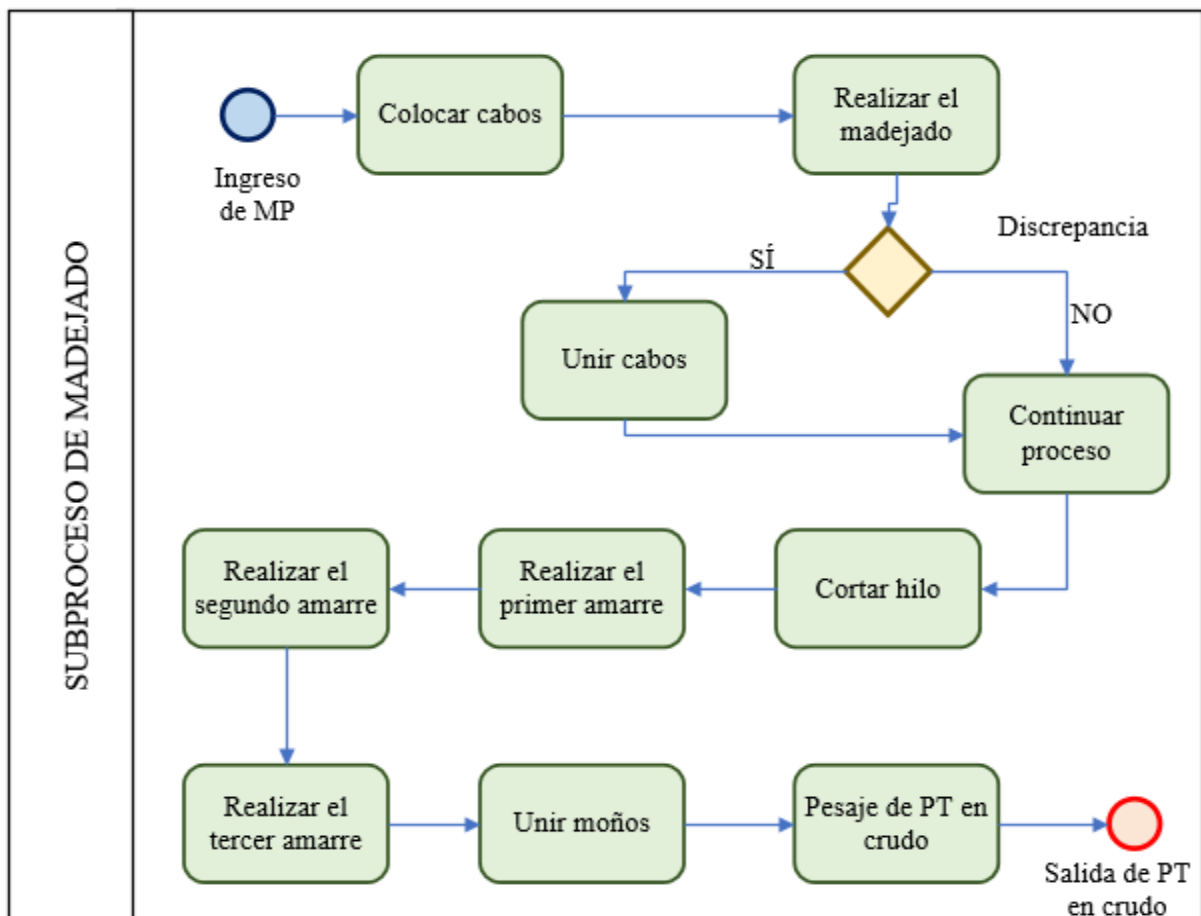 SUBPROCESO DE MADEJADO
Colocar cabos
Realizar el
madejado
Ingreso
de MP
Discrepancia
SÍ
NO
Unir cabos
Continuar
proceso
Realizar el
segundo amarre
Realizar el
primer amarre
Cortar hilo
Realizar el
tercer amarre
Unir moños
Pesaje de PT en
crudo
Salida de PT
en crudo